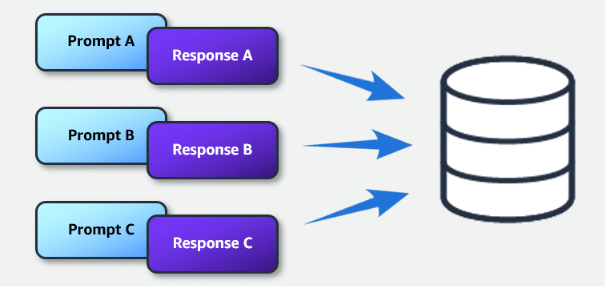 Prompt A
Response A
Prompt B
Response B
Prompt C
Response C